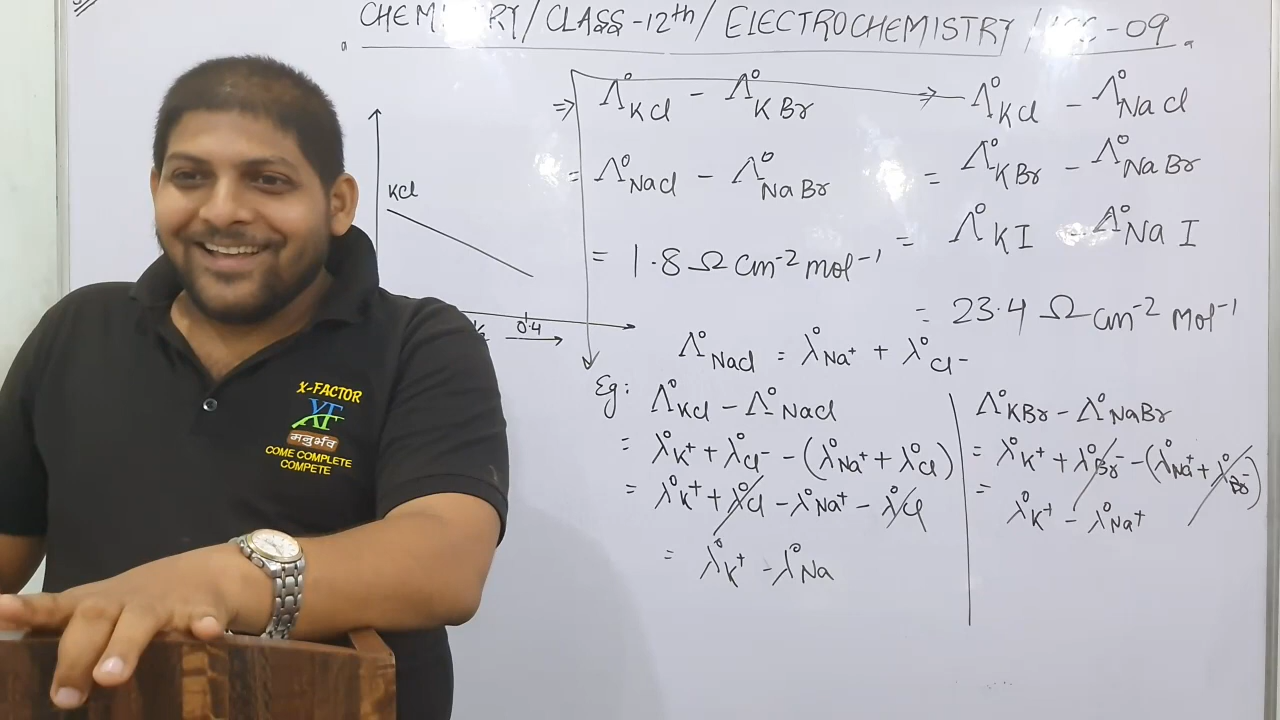 CHEMISTRY/CLASS-12th/ELECTROCHEMISTRY/ -09
KCl
0.4
⇒ Λ°KCl - Λ°KBr
= Λ°NaCl - Λ°NaBr
= 1.8 Ω cm⁻² mol⁻¹
⇒ Λ°KCl - Λ°NaCl
= Λ°KBr - Λ°NaBr
= Λ°KI - Λ°NaI
= 23.4 Ω cm⁻² mol⁻¹
Λ°NaCl = λ°Na⁺ + λ°Cl⁻
Eg: Λ°KCl - Λ°NaCl
= λ°K⁺ + λ°Cl⁻ - (λ°Na⁺ + λ°Cl)
= λ°K⁺ + λ°Cl - λ°Na⁺ - λ°Cl
= λ°K⁺ - λ°Na
Λ°KBr - Λ°NaBr
= λ°K⁺ + λ°Br⁻ - (λ°Na⁺ + λ°Br⁻)
= λ°K⁺ - λ°Na⁺
X-FACTOR
XF
मनुर्भव
COME COMPLETE
COMPETE